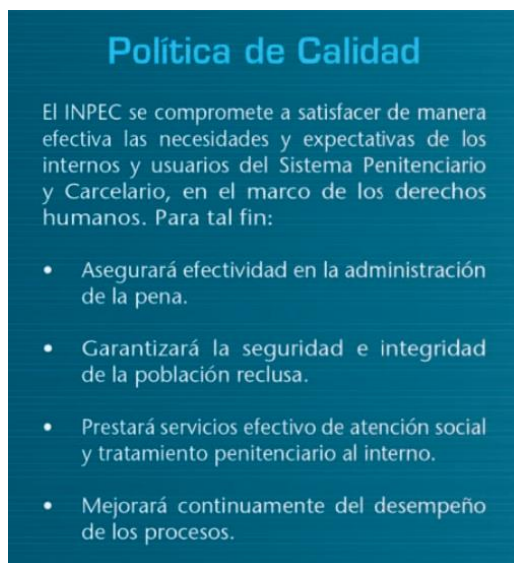 Política de Calidad
El INPEC se compromete a satisfacer de manera
efectiva las necesidades y expectativas de los
internos y usuarios del Sistema Penitenciario
y Carcelario, en el marco de los derechos
humanos. Para tal fin:
• Asegurará efectividad en la administración
de la pena.
• Garantizará la seguridad e integridad
de la población reclusa.
• Prestará servicios efectivo de atención social
y tratamiento penitenciario al interno.
• Mejorará continuamente del desempeño
de los procesos.